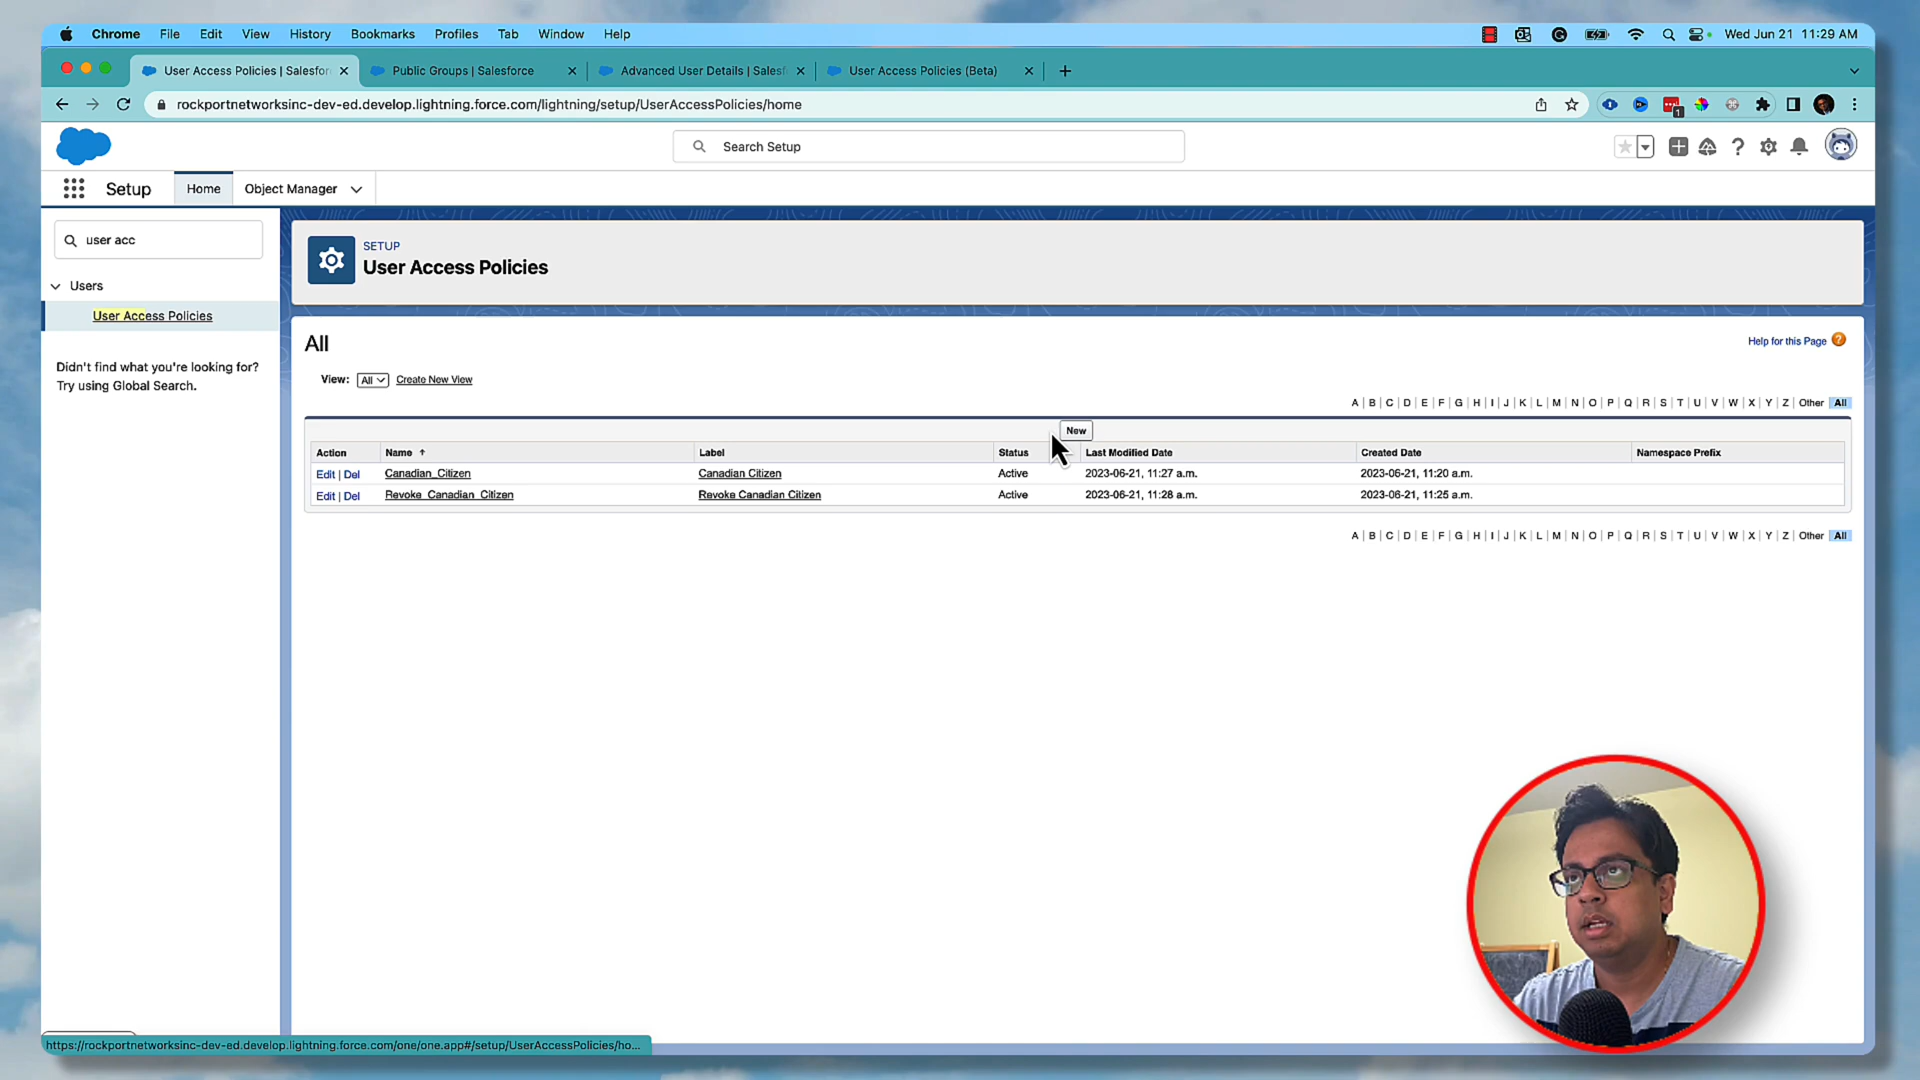 Chrome File Edit View History Bookmarks Profiles Tab Window Help Wed Jun 21 11:29 AM
User Access Policies | Salesfor Public Groups | Salesforce Advanced User Details | Salesf User Access Policies (Beta)
rockportnetworksinc-dev-ed.develop.lightning.force.com/lightning/setup/UserAccessPolicies/home
1
Search Setup
Setup Home Object Manager
user acc
Users
User Access Policies
Didn't find what you're looking for?
Try using Global Search.
SETUP
User Access Policies
All
Help for this Page ?
View: All Create New View
A | B | C | D | E | F | G | H | I | J | K | L | M | N | O | P | Q | R | S | T | U | V | W | X | Y | Z | Other All
New
Action Name Label Status Last Modified Date Created Date Namespace Prefix
Edit | Del Canadian_Citizen Canadian Citizen Active 2023-06-21, 11:27 a.m. 2023-06-21, 11:20 a.m.
Edit | Del Revoke_Canadian_Citizen Revoke Canadian Citizen Active 2023-06-21, 11:28 a.m. 2023-06-21, 11:25 a.m.
A | B | C | D | E | F | G | H | I | J | K | L | M | N | O | P | Q | R | S | T | U | V | W | X | Y | Z | Other All
https://rockportnetworksinc-dev-ed.develop.lightning.force.com/one/one.app#/setup/UserAccessPolicies/ho...